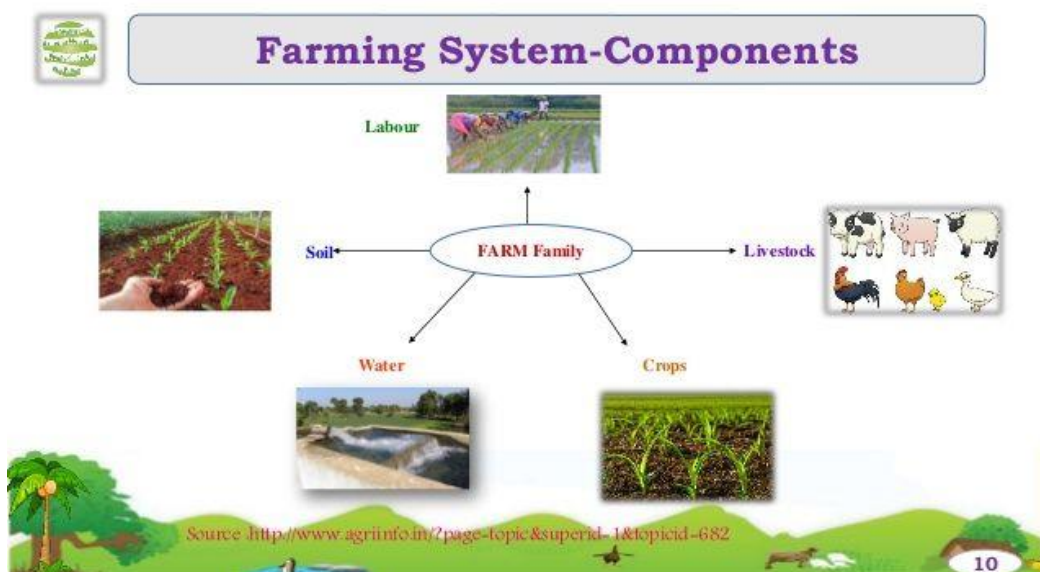 Farming System-Components
Labour
Soil
FARM Family
Livestock
Water
Crops
Source :http://www.agriinfo.in/?page-topic&superid-1&topicid-682
10